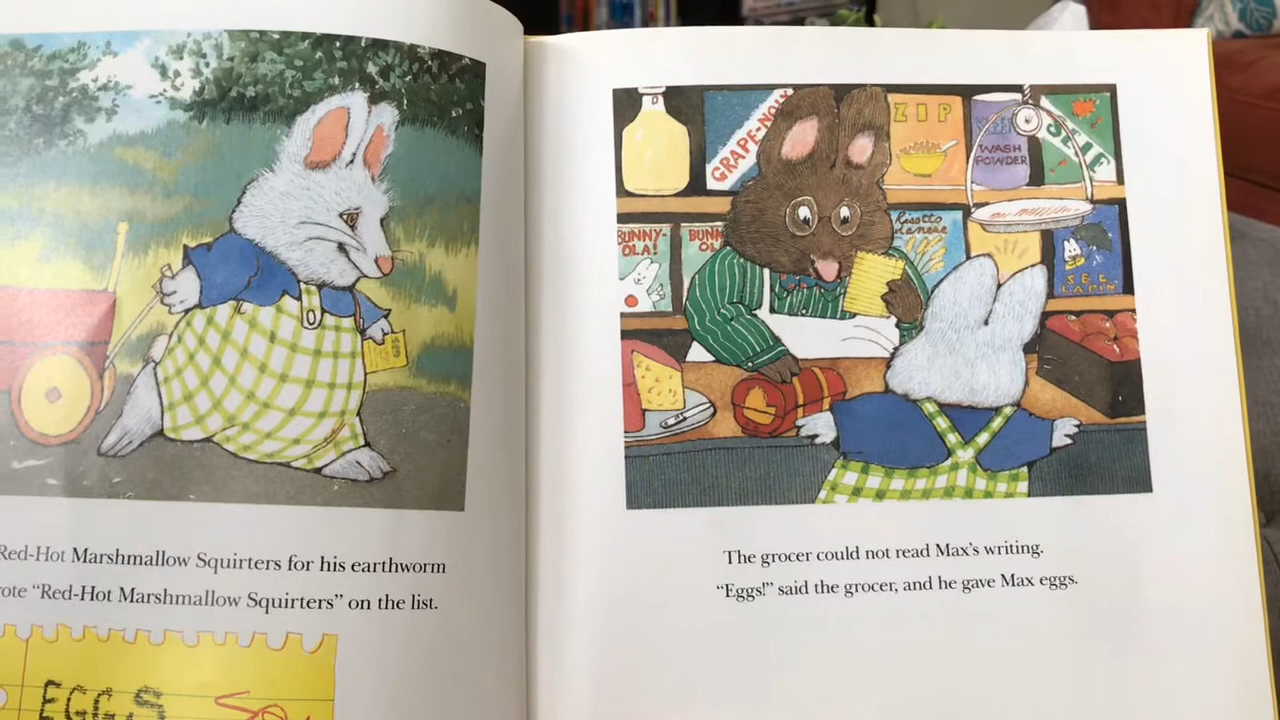 Red-Hot Marshmallow Squirters for his earthworm
“Red-Hot Marshmallow Squirters” on the list.
EGGS
GRAPE-NOLA
ZIP
WASH
POWDER
BUNNY-
OLA!
Risotto
SEL
LAPIN
The grocer could not read Max’s writing.
“Eggs!” said the grocer, and he gave Max eggs.